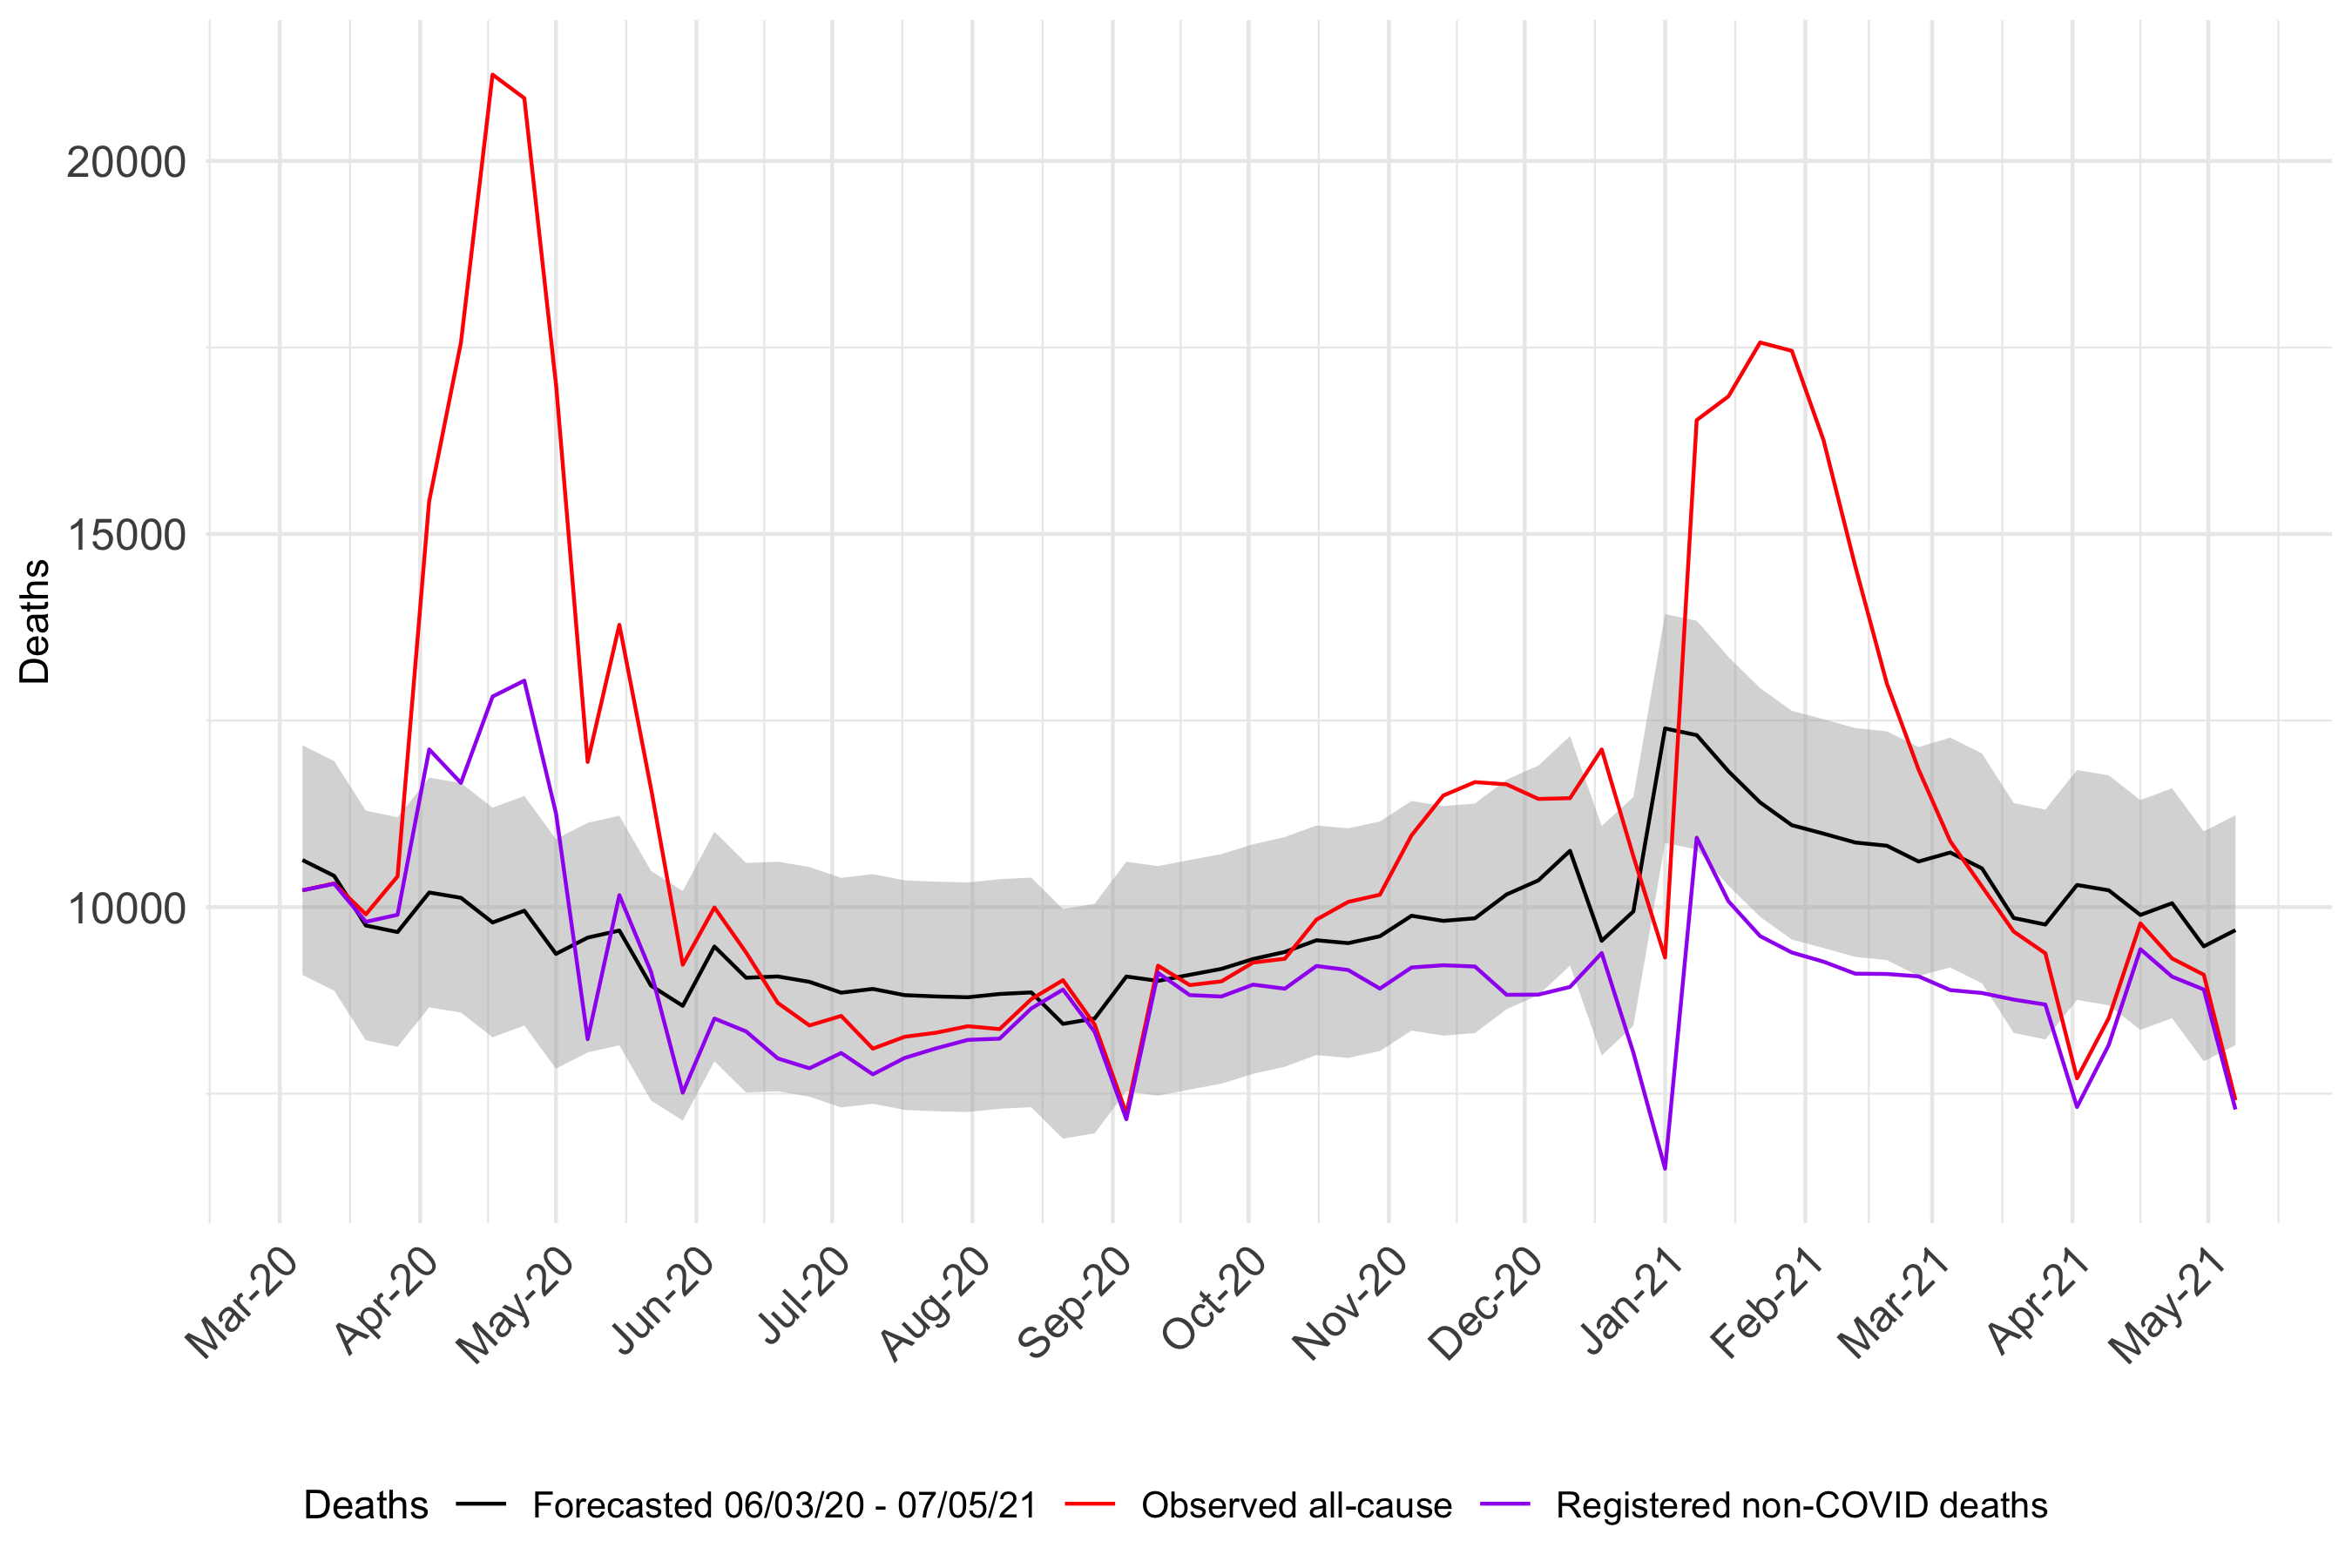 Deaths
20000
15000
10000
Mar-20 Apr-20 May-20 Jun-20 Jul-20 Aug-20 Sep-20 Oct-20 Nov-20 Dec-20 Jan-21 Feb-21 Mar-21 Apr-21 May-21
Deaths Forecasted 06/03/20 - 07/05/21 Observed all-cause Registered non-COVID deaths